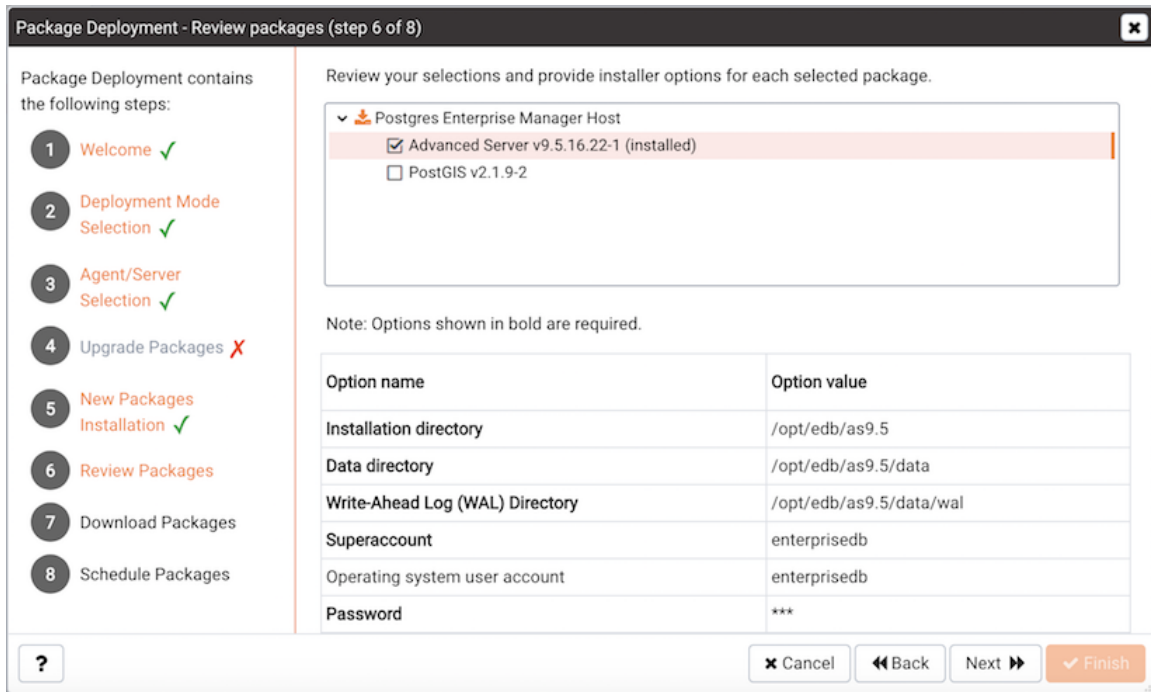 Package Deployment - Review packages (step 6 of 8)
Package Deployment contains
the following steps:
1 Welcome
2 Deployment Mode
Selection
3 Agent/Server
Selection
4 Upgrade Packages
5 New Packages
Installation
6 Review Packages
7 Download Packages
8 Schedule Packages
Review your selections and provide installer options for each selected package.
Postgres Enterprise Manager Host
Advanced Server v9.5.16.22-1 (installed)
PostGIS v2.1.9-2
Note: Options shown in bold are required.
Option name Option value
Installation directory /opt/edb/as9.5
Data directory /opt/edb/as9.5/data
Write-Ahead Log (WAL) Directory /opt/edb/as9.5/data/wal
Superaccount enterprisedb
Operating system user account enterprisedb
Password ***
? Cancel Back Next Finish